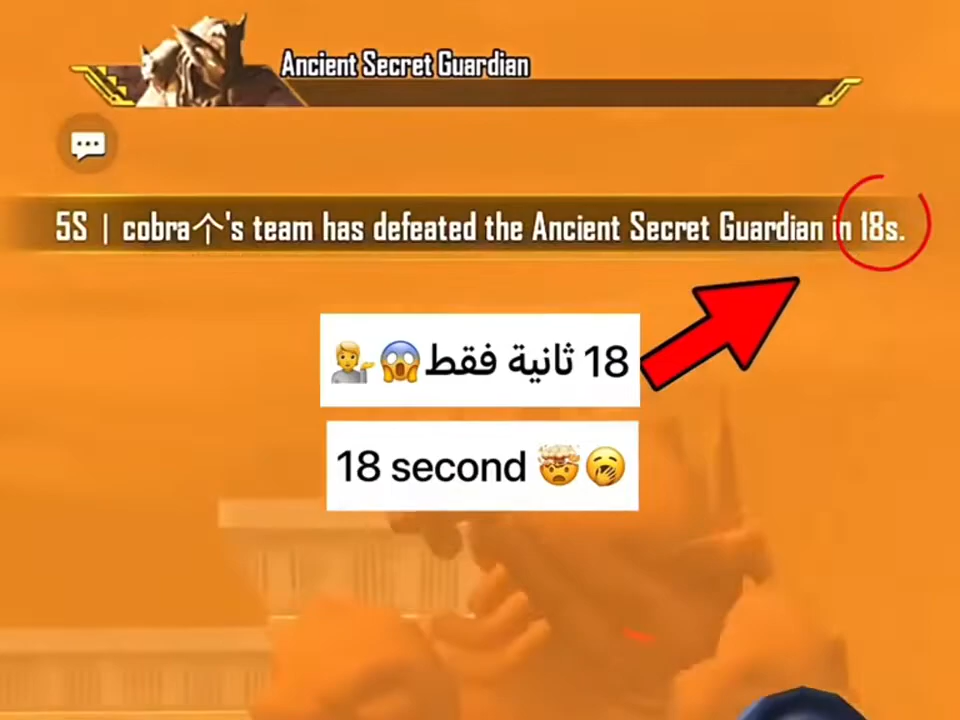 Ancient Secret Guardian
5S | cobra个's team has defeated the Ancient Secret Guardian in 18s.
18 ثانية فقط😱💁
18 second 🤯🥱